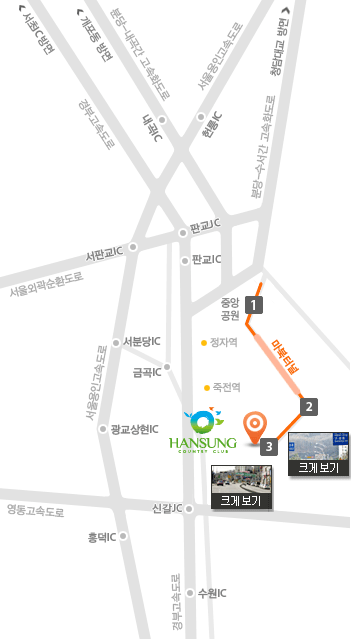 서초IC방면
개포동 방면
분당~내곡간 고속화도로
서울용인고속도로
청담대교 방면
경부고속도로
내곡IC
헌릉IC
분당~수서간 고속화도로
판교JC
서판교IC
판교IC
서울외곽순환도로
중앙
공원
1
마북터널
서분당IC
정자역
금곡IC
죽전역
2
서울용인고속도로
광교상현IC
HANSUNG
COUNTRY CLUB
3
크게 보기
크게 보기
영동고속도로
신갈JC
흥덕IC
경부고속도로
수원IC